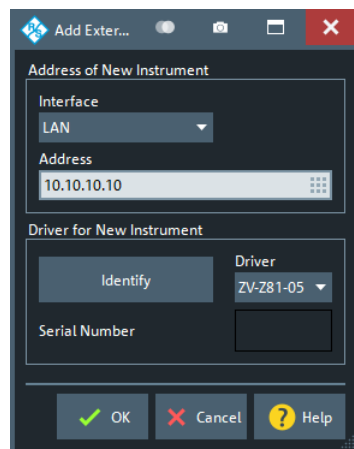 Add Exter...
Address of New Instrument
Interface
LAN
Address
10.10.10.10
Driver for New Instrument
Identify
Driver
ZV-Z81-05
Serial Number
OK
Cancel
Help